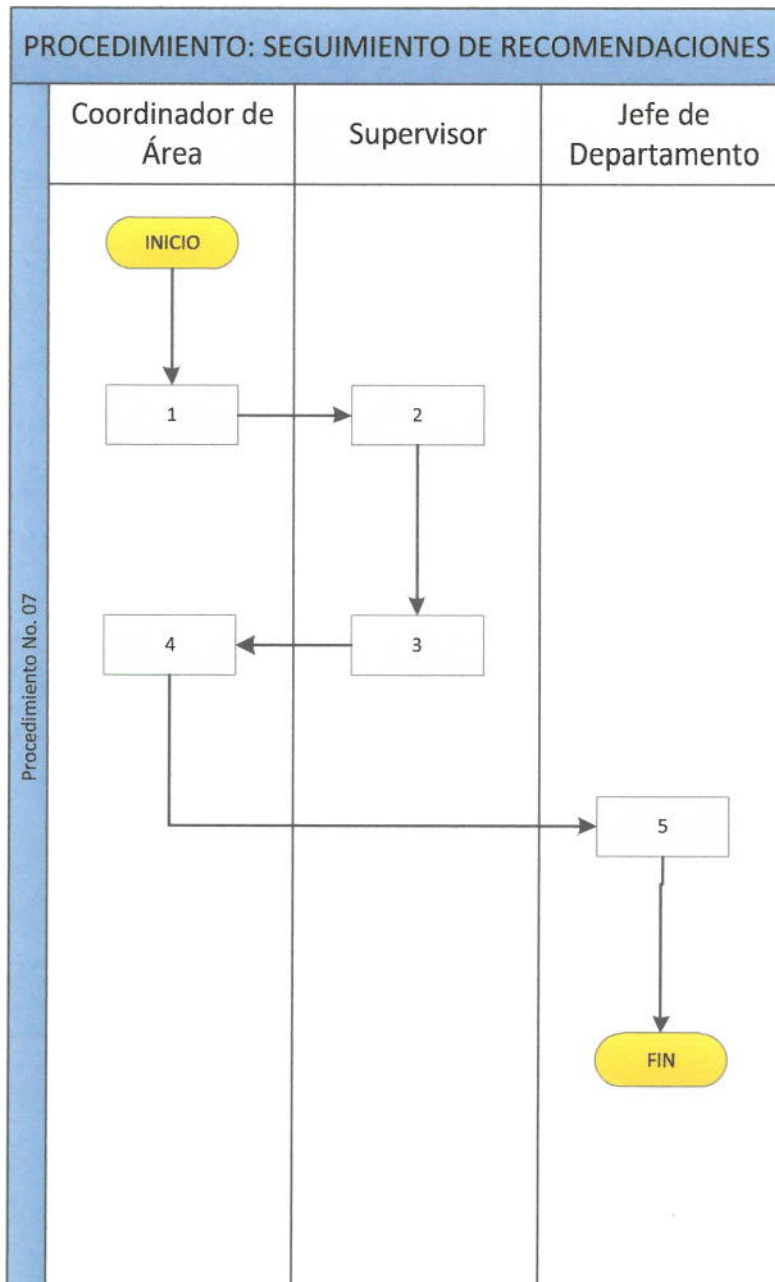 PROCEDIMIENTO: SEGUIMIENTO DE RECOMENDACIONES
Procedimiento No. 07
Coordinador de
Área
Supervisor
Jefe de
Departamento
INICIO
1
2
4
3
5
FIN